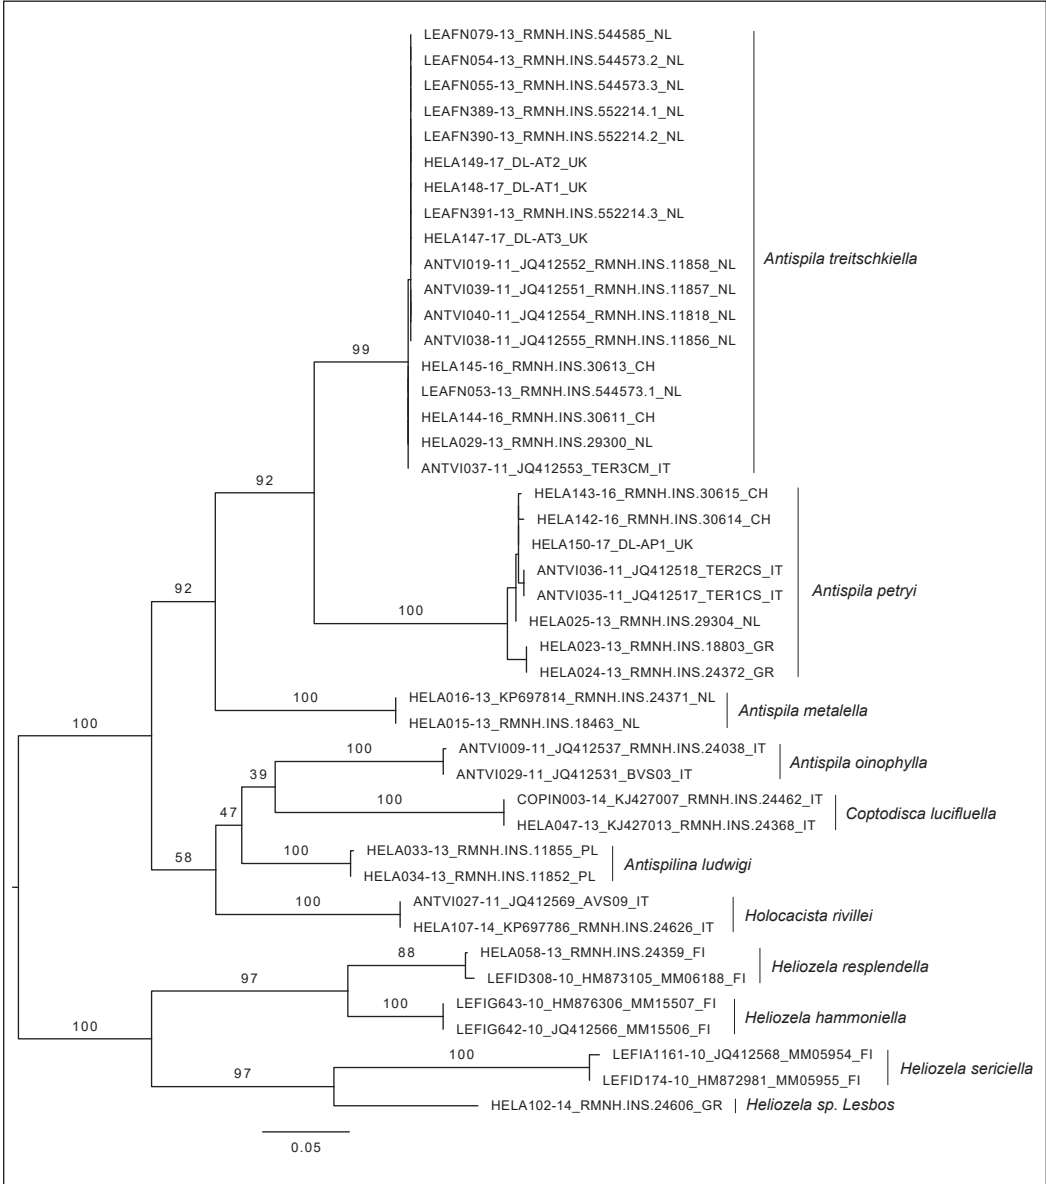 LEAFN079-13_RMNH.INS.544585_NL
LEAFN054-13_RMNH.INS.544573.2_NL
LEAFN055-13_RMNH.INS.544573.3_NL
LEAFN389-13_RMNH.INS.552214.1_NL
LEAFN390-13_RMNH.INS.552214.2_NL
HELA149-17_DL-AT2_UK
HELA148-17_DL-AT1_UK
LEAFN391-13_RMNH.INS.552214.3_NL
HELA147-17_DL-AT3_UK
ANTVI019-11_JQ412552_RMNH.INS.11858_NL
Antispila treitschkiella
ANTVI039-11_JQ412551_RMNH.INS.11857_NL
ANTVI040-11_JQ412554_RMNH.INS.11818_NL
ANTVI038-11_JQ412555_RMNH.INS.11856_NL
99
HELA145-16_RMNH.INS.30613_CH
LEAFN053-13_RMNH.INS.544573.1_NL
HELA144-16_RMNH.INS.30611_CH
HELA029-13_RMNH.INS.29300_NL
ANTVI037-11_JQ412553_TER3CM_IT
92
HELA143-16_RMNH.INS.30615_CH
HELA142-16_RMNH.INS.30614_CH
HELA150-17_DL-AP1_UK
ANTVI036-11_JQ412518_TER2CS_IT
92
Antispila petryi
ANTVI035-11_JQ412517_TER1CS_IT
100
HELA025-13_RMNH.INS.29304_NL
HELA023-13_RMNH.INS.18803_GR
HELA024-13_RMNH.INS.24372_GR
100
HELA016-13_KP697814_RMNH.INS.24371_NL
Antispila metalella
HELA015-13_RMNH.INS.18463_NL
100
100
ANTVI009-11_JQ412537_RMNH.INS.24038_IT
Antispila oinophylla
39
ANTVI029-11_JQ412531_BVS03_IT
100
COPIN003-14_KJ427007_RMNH.INS.24462_IT
47
Coptodisca lucifluella
HELA047-13_KJ427013_RMNH.INS.24368_IT
58
100
HELA033-13_RMNH.INS.11855_PL
Antispilina ludwigi
HELA034-13_RMNH.INS.11852_PL
100
ANTVI027-11_JQ412569_AVS09_IT
Holocacista rivillei
HELA107-14_KP697786_RMNH.INS.24626_IT
88
HELA058-13_RMNH.INS.24359_FI
Heliozela resplendella
97
LEFID308-10_HM873105_MM06188_FI
100
LEFIG643-10_HM876306_MM15507_FI
Heliozela hammoniella
100
LEFIG642-10_JQ412566_MM15506_FI
100
LEFIA1161-10_JQ412568_MM05954_FI
Heliozela sericiella
97
LEFID174-10_HM872981_MM05955_FI
HELA102-14_RMNH.INS.24606_GR
Heliozela sp. Lesbos
0.05